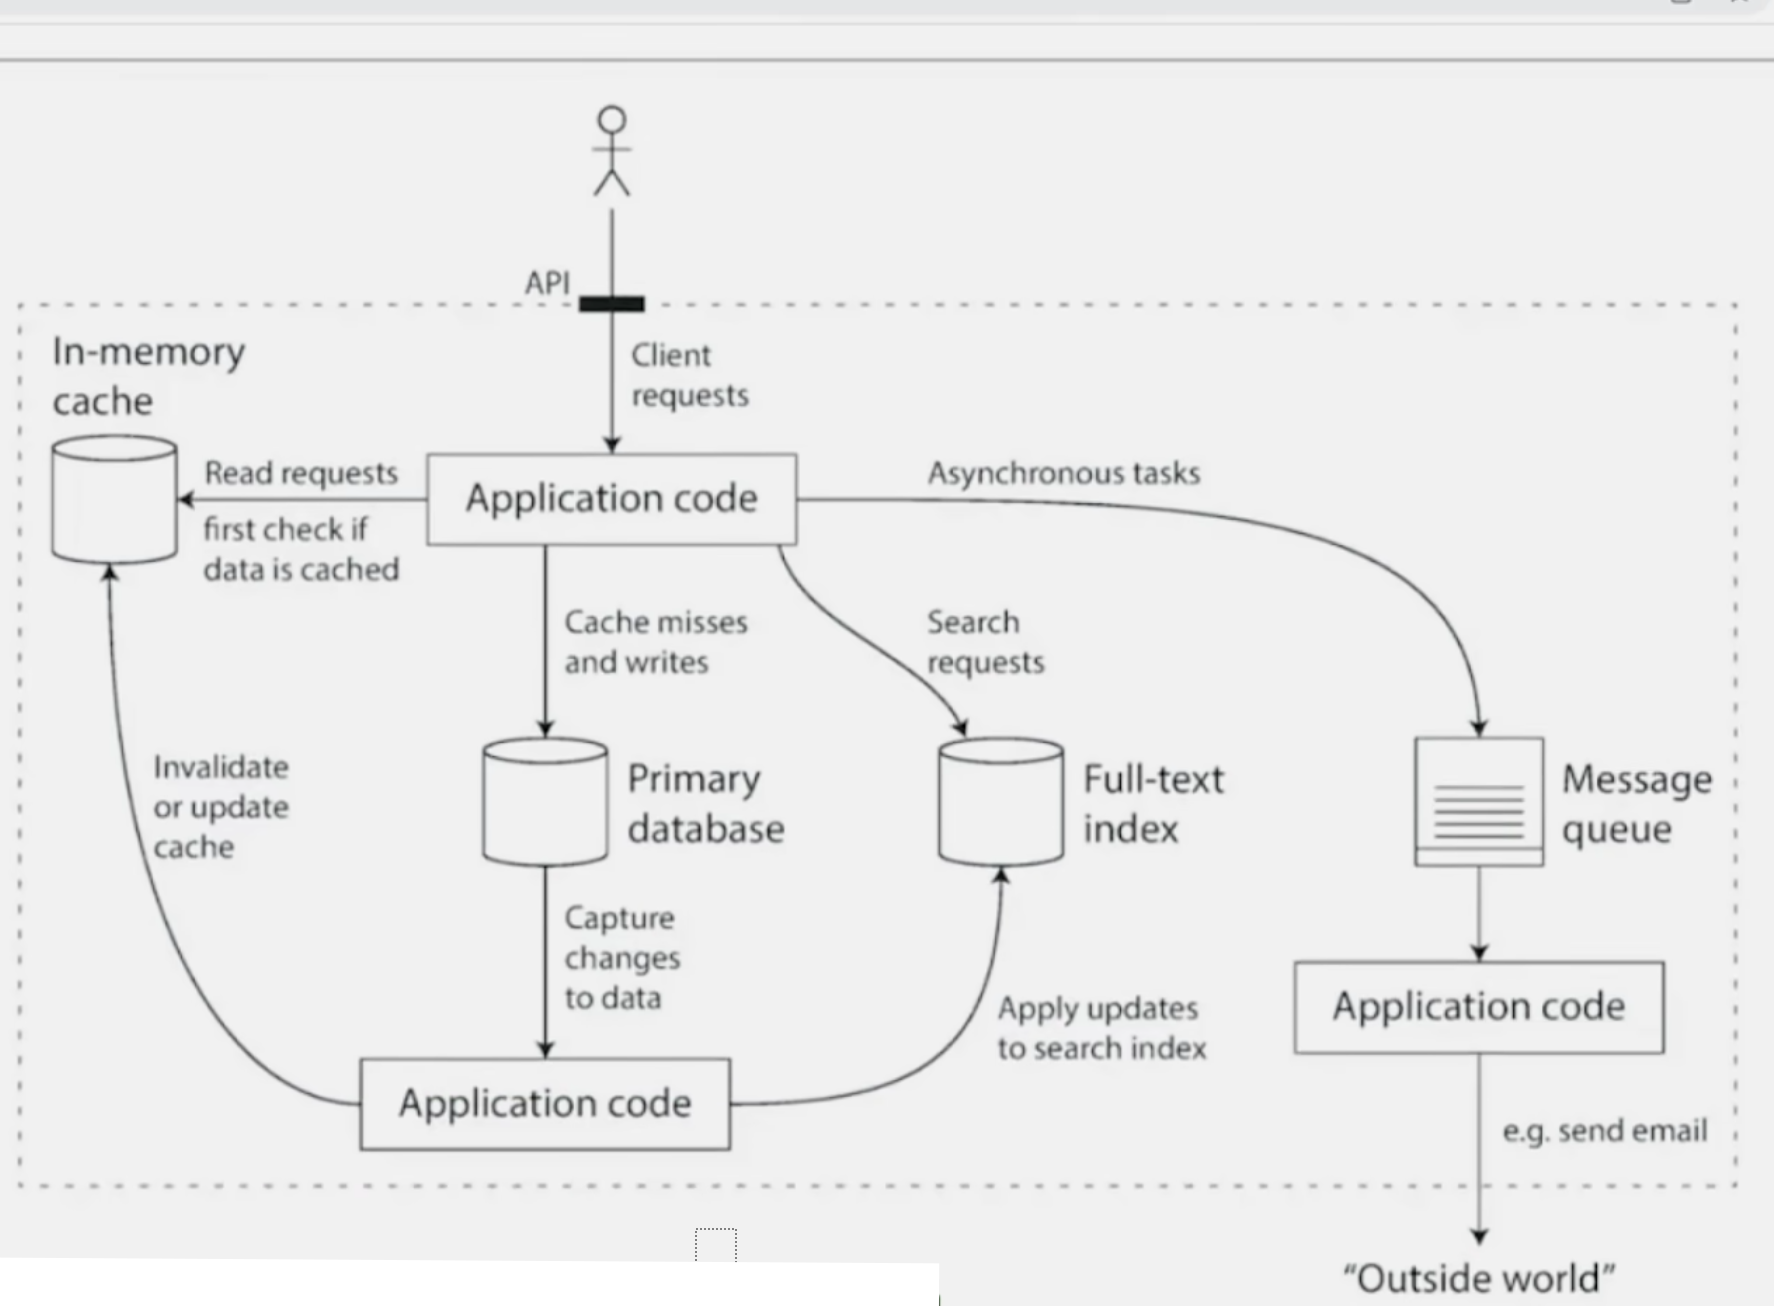 API
Client
requests
In-memory
cache
Read requests
first check if
data is cached
Application code
Asynchronous tasks
Cache misses
and writes
Search
requests
Invalidate
or update
cache
Primary
database
Full-text
index
Message
queue
Capture
changes
to data
Apply updates
to search index
Application code
Application code
e.g. send email
“Outside world”